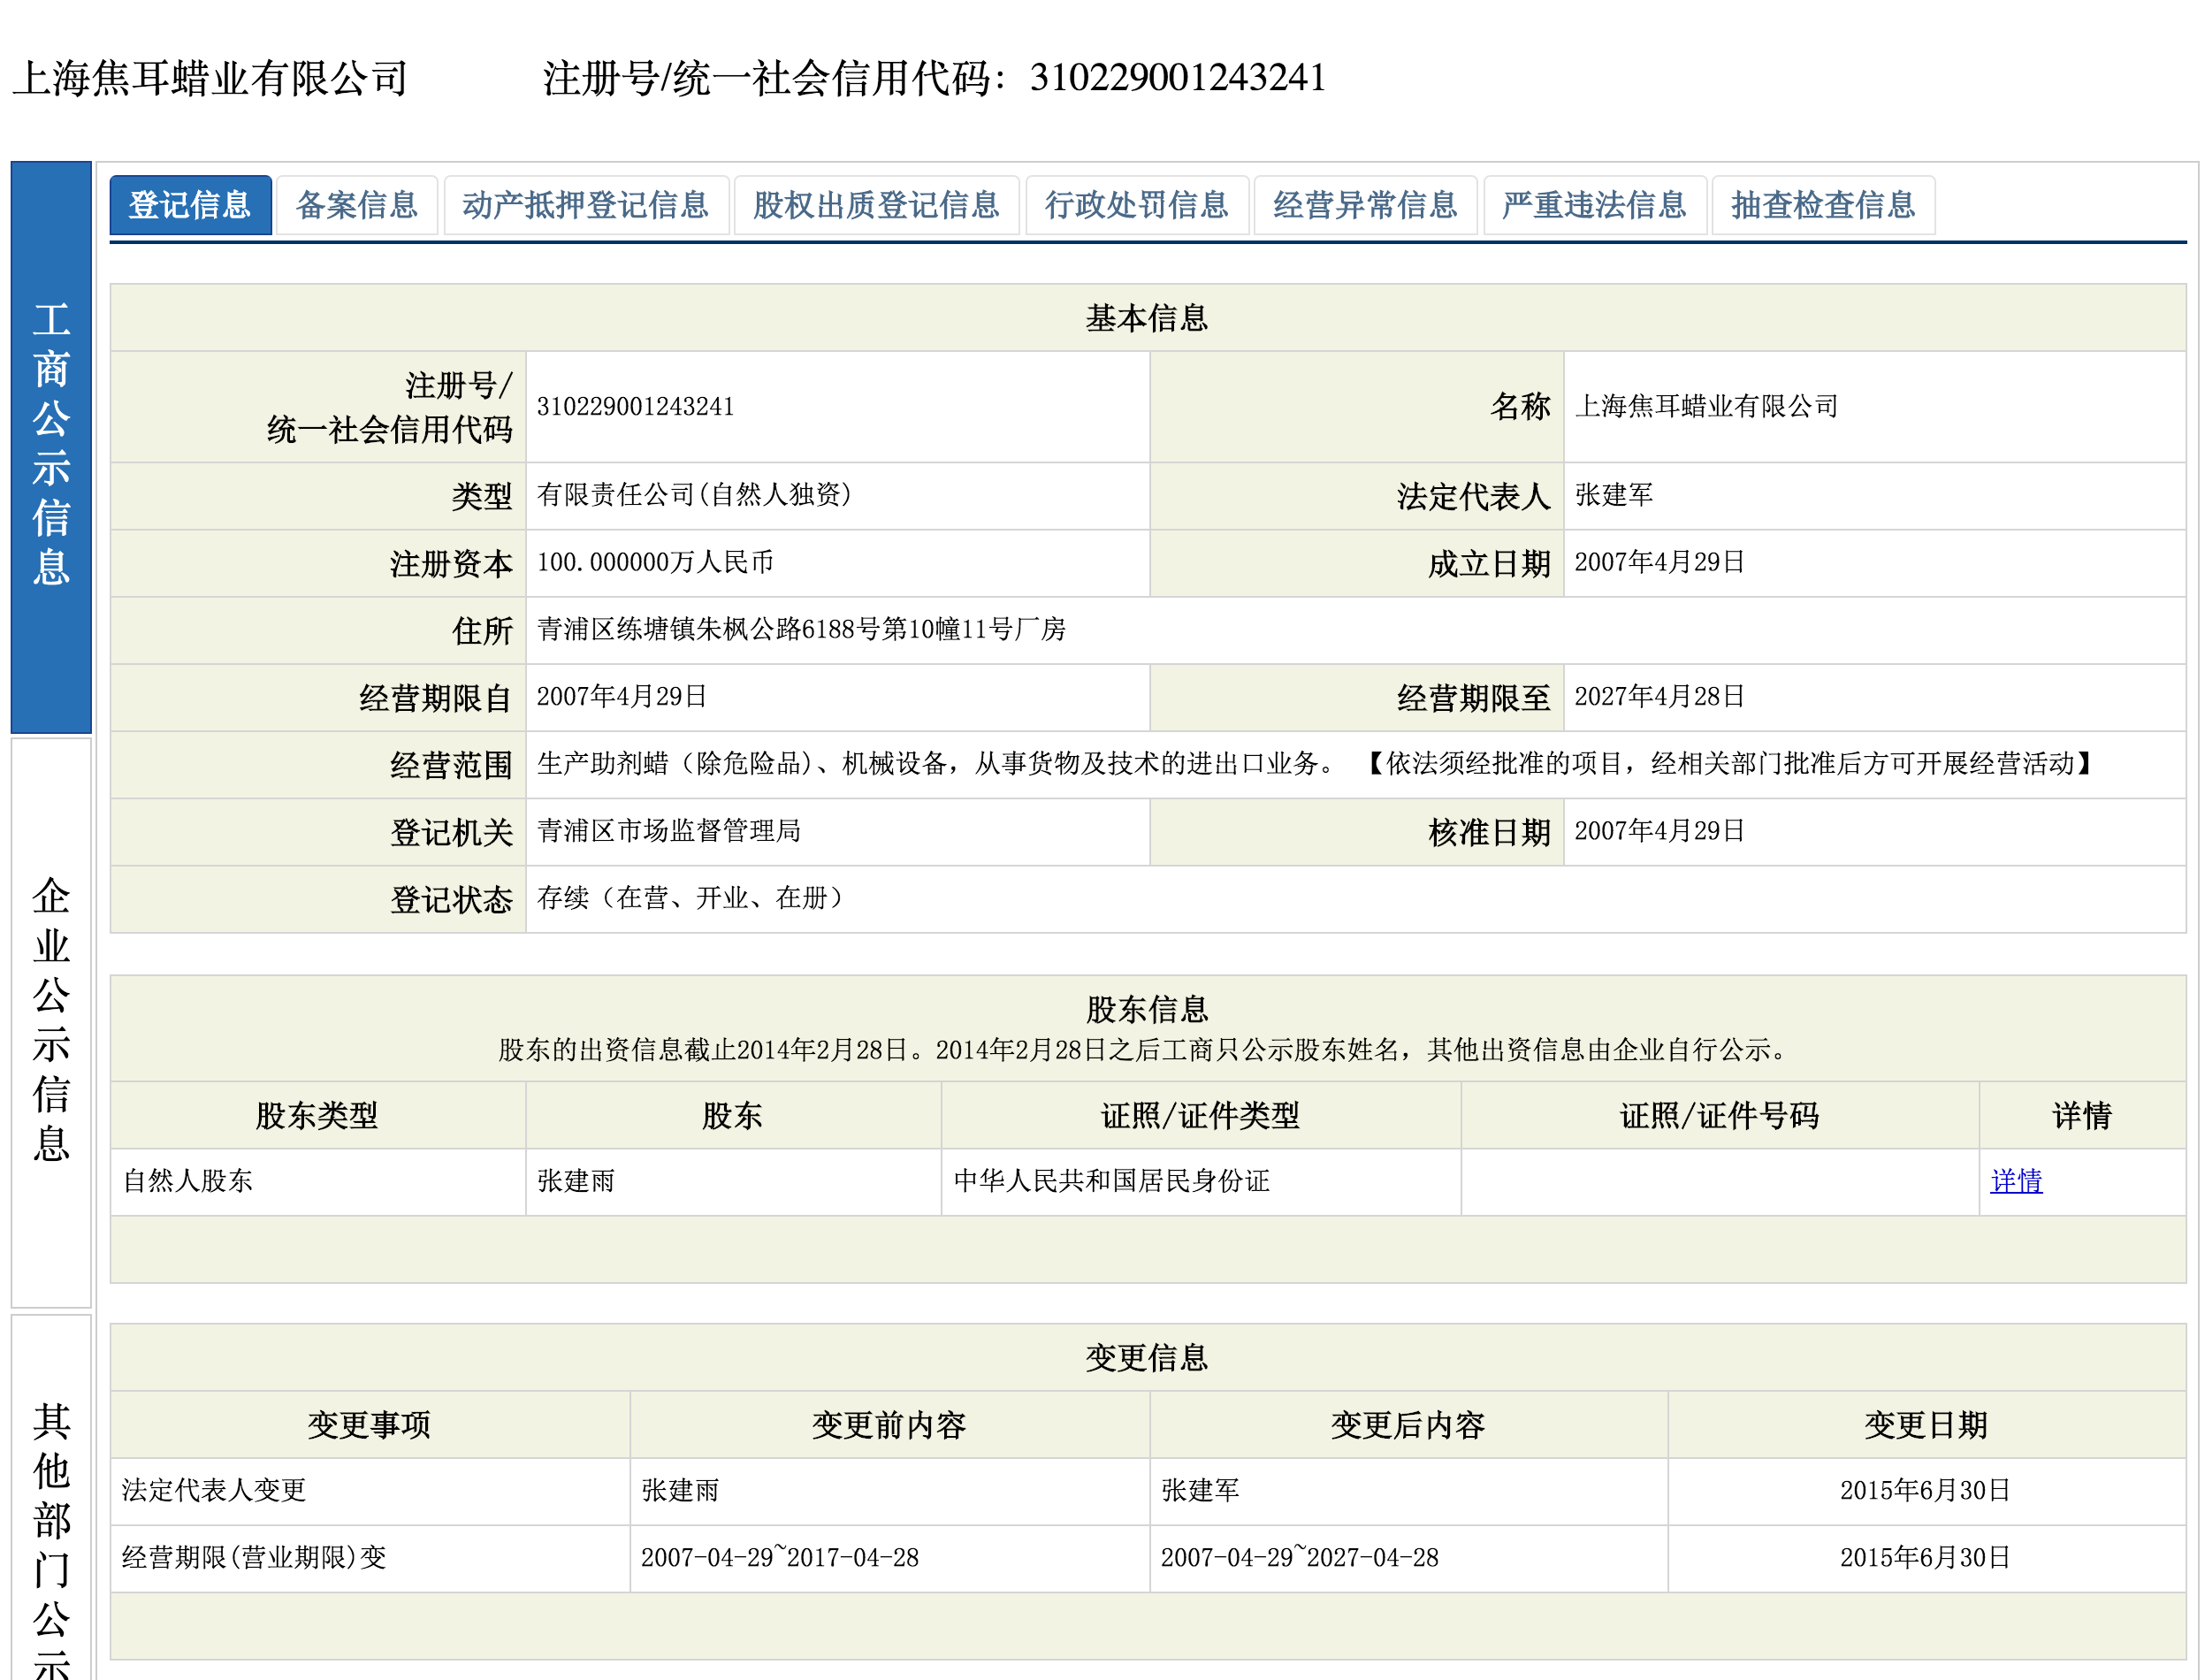 上海焦耳蜡业有限公司 注册号/统一社会信用代码：310229001243241
工商公示信息
企业公示信息
其他部门公示
登记信息 备案信息 动产抵押登记信息 股权出质登记信息 行政处罚信息 经营异常信息 严重违法信息 抽查检查信息
基本信息
注册号/
统一社会信用代码 310229001243241 名称 上海焦耳蜡业有限公司
类型 有限责任公司(自然人独资) 法定代表人 张建军
注册资本 100.000000万人民币 成立日期 2007年4月29日
住所 青浦区练塘镇朱枫公路6188号第10幢11号厂房
经营期限自 2007年4月29日 经营期限至 2027年4月28日
经营范围 生产助剂蜡（除危险品)、机械设备，从事货物及技术的进出口业务。 【依法须经批准的项目，经相关部门批准后方可开展经营活动】
登记机关 青浦区市场监督管理局 核准日期 2007年4月29日
登记状态 存续（在营、开业、在册）
股东信息
股东的出资信息截止2014年2月28日。2014年2月28日之后工商只公示股东姓名，其他出资信息由企业自行公示。
股东类型 股东 证照/证件类型 证照/证件号码 详情
自然人股东 张建雨 中华人民共和国居民身份证 详情
变更信息
变更事项 变更前内容 变更后内容 变更日期
法定代表人变更 张建雨 张建军 2015年6月30日
经营期限(营业期限)变 2007-04-29~2017-04-28 2007-04-29~2027-04-28 2015年6月30日